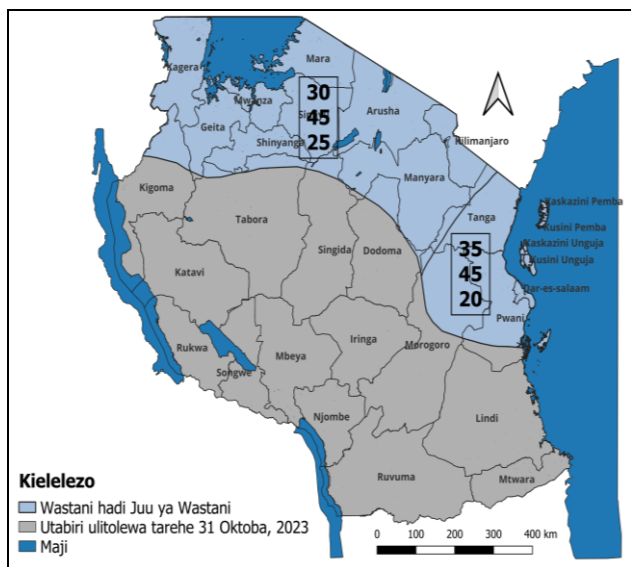 Kagera
Mara
Mwanza
Geita
Shinyanga
30
45
25
Arusha
Kilimanjaro
Manyara
Kigoma
Tabora
Tanga
Kaskazini Pemba
Kusini Pemba
Kaskazini Unguja
Kusini Unguja
Singida
Dodoma
35
45
20
Katavi
Dar-es-salaam
Pwani
Rukwa
Songwe
Mbeya
Iringa
Morogoro
Njombe
Lindi
Ruvuma
Mtwara
Kielelezo
Wastani hadi Juu ya Wastani
Utabiri ulitolewa tarehe 31 Oktoba, 2023
Maji
0 100 200 300 400 km